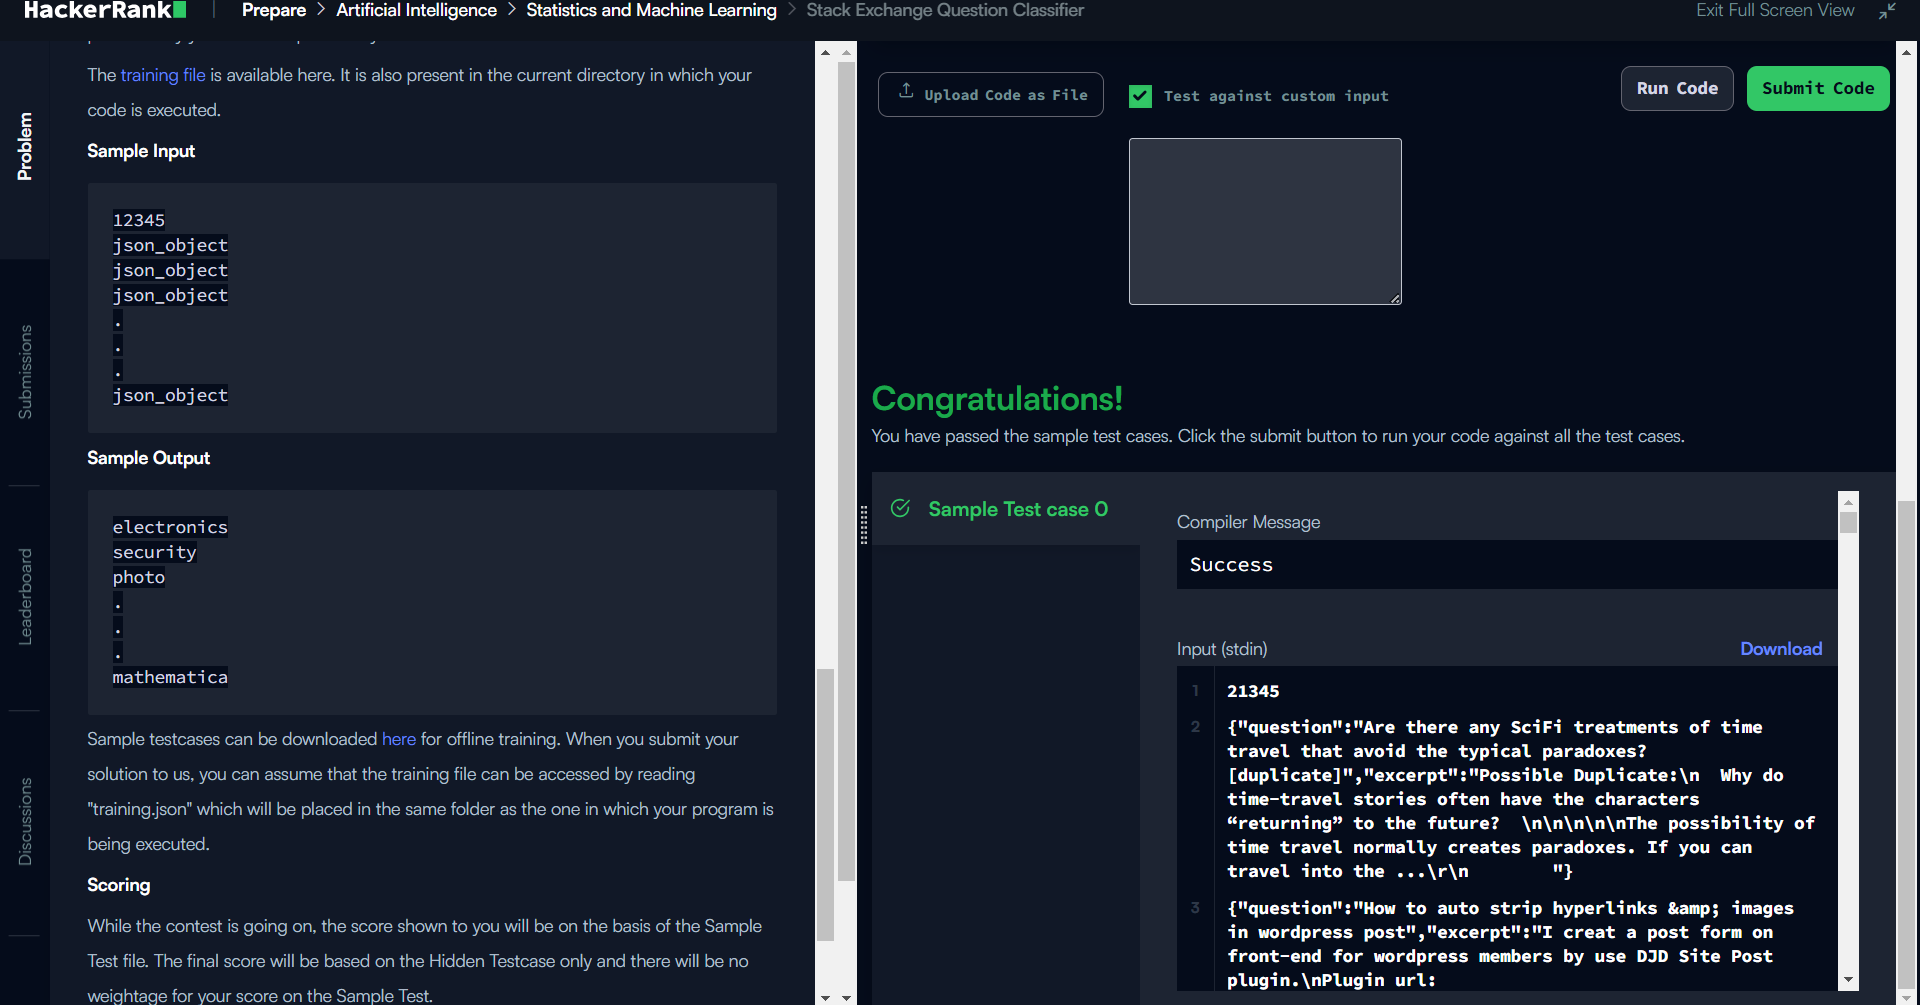 HackerRank
Prepare > Artificial Intelligence > Statistics and Machine Learning > Stack Exchange Question Classifier
Exit Full Screen View
Problem
Submissions
Leaderboard
Discussions
The training file is available here. It is also present in the current directory in which your
code is executed.
Sample Input
12345
json_object
json_object
json_object
.
.
.
json_object
Sample Output
electronics
security
photo
.
.
.
mathematica
Sample testcases can be downloaded here for offline training. When you submit your
solution to us, you can assume that the training file can be accessed by reading
"training.json" which will be placed in the same folder as the one in which your program is
being executed.
Scoring
While the contest is going on, the score shown to you will be on the basis of the Sample
Test file. The final score will be based on the Hidden Testcase only and there will be no
weightage for your score on the Sample Test.
Upload Code as File
Test against custom input
Run Code
Submit Code
Congratulations!
You have passed the sample test cases. Click the submit button to run your code against all the test cases.
Sample Test case 0
Compiler Message
Success
Input (stdin)
Download
1 21345
2 {"question":"Are there any SciFi treatments of time
travel that avoid the typical paradoxes?
[duplicate]","excerpt":"Possible Duplicate:\n  Why do
time-travel stories often have the characters
“returning” to the future?  \n\n\n\n\nThe possibility of
time travel normally creates paradoxes. If you can
travel into the ...\r\n        "}
3 {"question":"How to auto strip hyperlinks &amp; images
in wordpress post","excerpt":"I creat a post form on
front-end for wordpress members by use DJD Site Post
plugin.\nPlugin url: